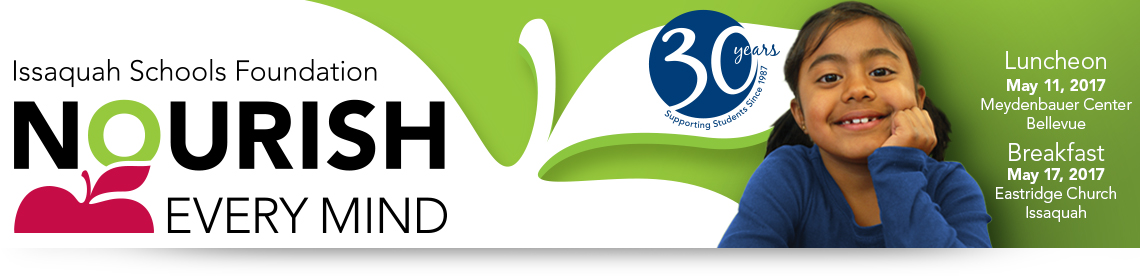 Issaquah Schools Foundation
NOURISH
EVERY MIND
30 years
Supporting Students Since 1987
Luncheon
May 11, 2017
Meydenbauer Center
Bellevue
Breakfast
May 17, 2017
Eastridge Church
Issaquah